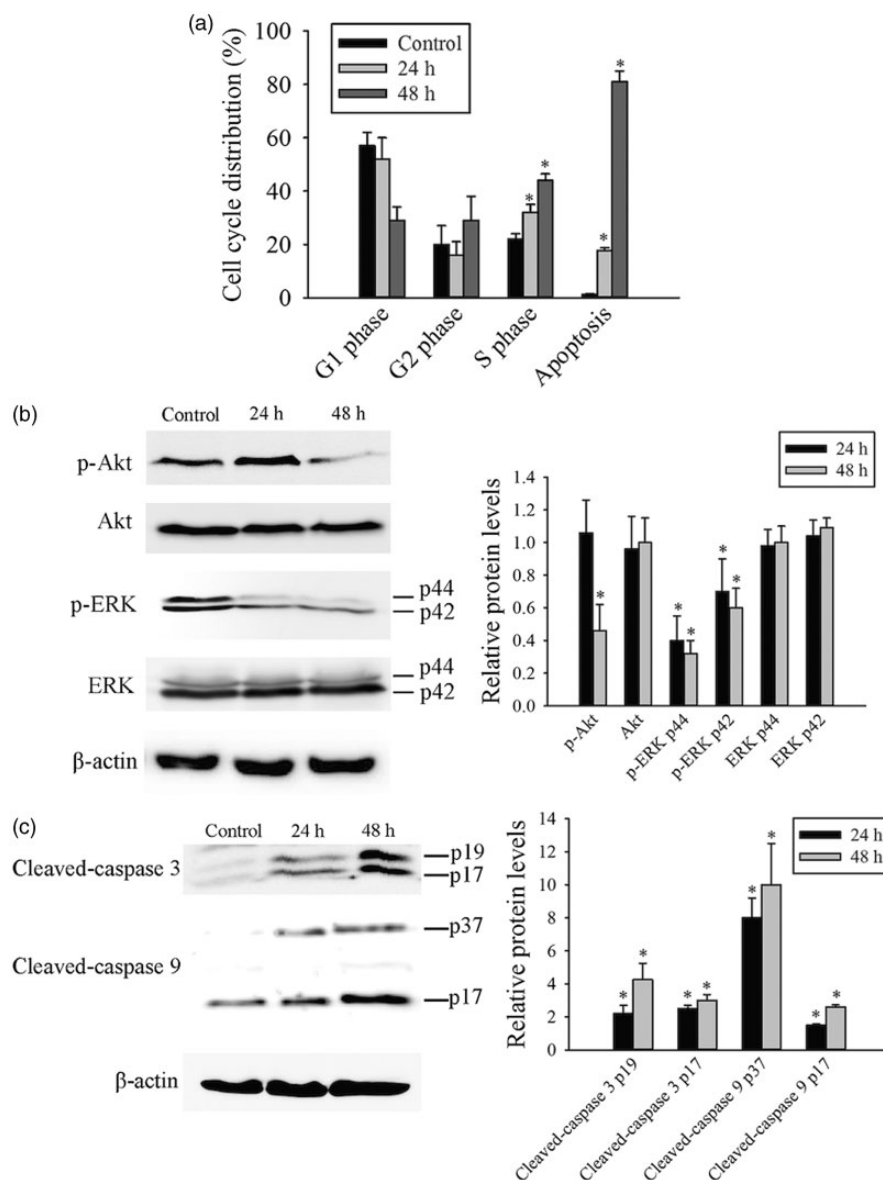 (a)
Cell cycle distribution (%)
100
80
60
40
20
0
Control
24 h
48 h
*
*
*
*
G1 phase
G2 phase
S phase
Apoptosis
(b)
Control 24 h 48 h
p-Akt
Akt
p-ERK
p44
p42
ERK
p44
p42
β-actin
24 h
48 h
Relative protein levels
1.4
1.2
1.0
0.8
0.6
0.4
0.2
0.0
*
*
*
*
*
p-Akt
Akt
p-ERK p44
p-ERK p42
ERK p44
ERK p42
(c)
Control 24 h 48 h
Cleaved-caspase 3
p19
p17
Cleaved-caspase 9
p37
p17
β-actin
24 h
48 h
Relative protein levels
14
12
10
8
6
4
2
0
*
*
*
*
*
*
*
*
Cleaved-caspase 3 p19
Cleaved-caspase 3 p17
Cleaved-caspase 9 p37
Cleaved-caspase 9 p17